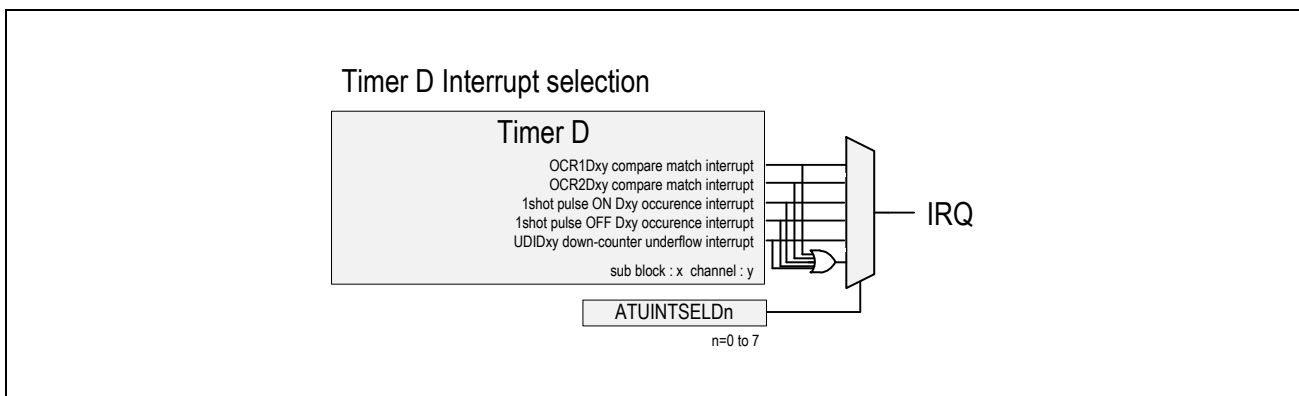 Timer D Interrupt selection
Timer D
OCR1Dxy compare match interrupt
OCR2Dxy compare match interrupt
1shot pulse ON Dxy occurence interrupt
1shot pulse OFF Dxy occurence interrupt
UDIDxy down-counter underflow interrupt
sub block : x channel : y
IRQ
ATUINTSELDn
n=0 to 7